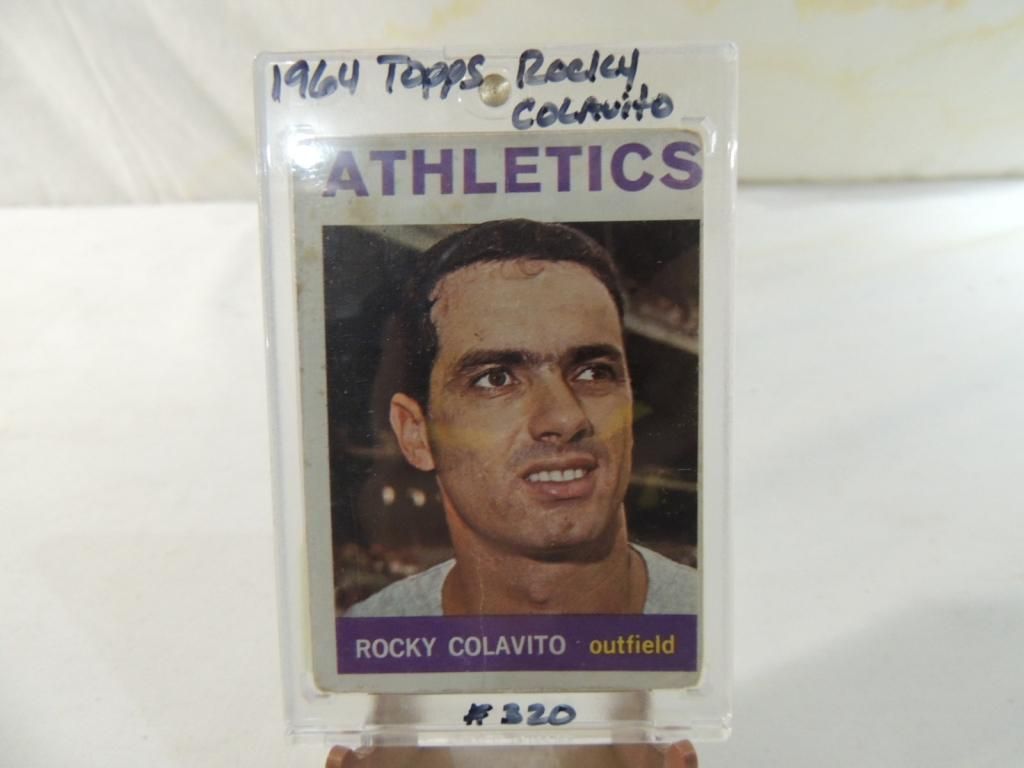 1964 Topps Rocky
COLAVITO
ATHLETICS
ROCKY COLAVITO outfield
#320